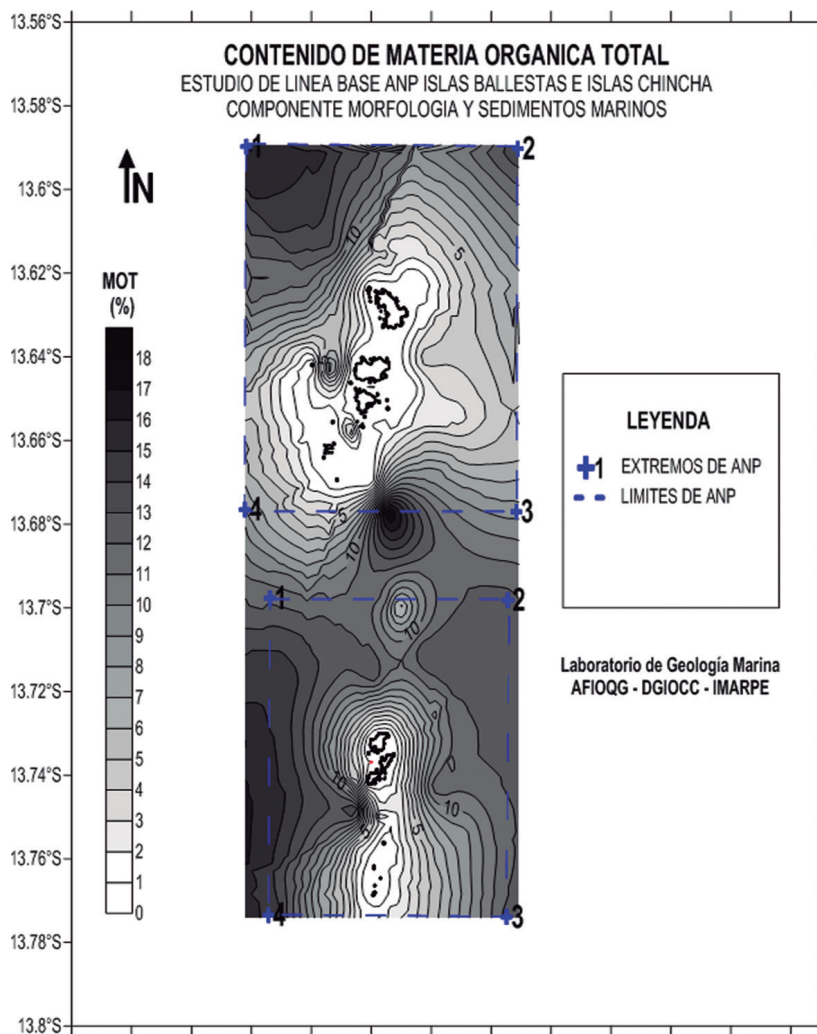 CONTENIDO DE MATERIA ORGANICA TOTAL
ESTUDIO DE LINEA BASE ANP ISLAS BALLESTAS E ISLAS CHINCHA
COMPONENTE MORFOLOGIA Y SEDIMENTOS MARINOS
13.56°S
13.58°S
13.6°S
13.62°S
13.64°S
13.66°S
13.68°S
13.7°S
13.72°S
13.74°S
13.76°S
13.78°S
13.8°S
N
MOT
(%)
18
17
16
15
14
13
12
11
10
9
8
7
6
5
4
3
2
1
0
1
2
10
5
4
5
3
10
1
2
10
10
10
5
5
4
3
LEYENDA
1 EXTREMOS DE ANP
LIMITES DE ANP
Laboratorio de Geología Marina
AFIOQG - DGIOCC - IMARPE